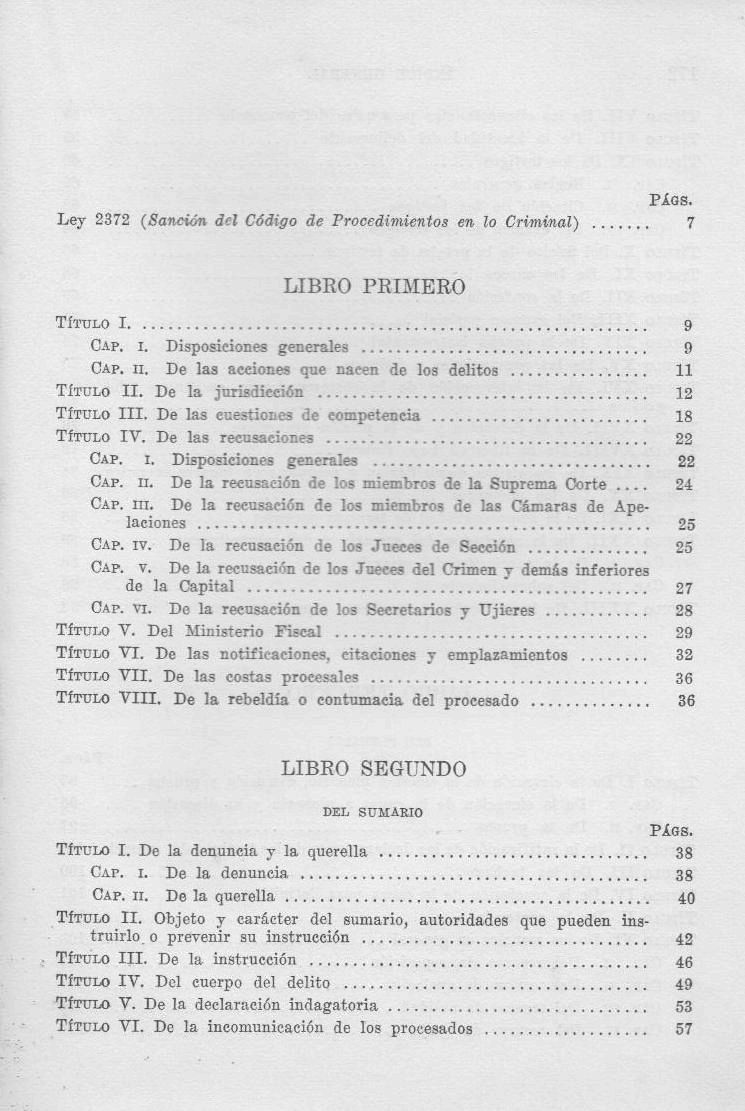 PÁGS.
Ley 2372 (Sanción del Código de Procedimientos en lo Criminal) ....... 7
LIBRO PRIMERO
TÍTULO I. ........................................................... 9
CAP. I. Disposiciones generales .................................. 9
CAP. II. De las acciones que nacen de los delitos ................ 11
TÍTULO II. De la jurisdicción ....................................... 12
TÍTULO III. De las cuestiones de competencia ......................... 18
TÍTULO IV. De las recusaciones ...................................... 22
CAP. I. Disposiciones generales ................................. 22
CAP. II. De la recusación de los miembros de la Suprema Corte .... 24
CAP. III. De la recusación de los miembros de las Cámaras de Ape-
laciones ..................................................... 25
CAP. IV. De la recusación de los Jueces de Sección .............. 25
CAP. V. De la recusación de los Jueces del Crimen y demás inferiores
de la Capital ................................................ 27
CAP. VI. De la recusación de los Secretarios y Ujieres ............ 28
TÍTULO V. Del Ministerio Fiscal ..................................... 29
TÍTULO VI. De las notificaciones, citaciones y emplazamientos ........ 32
TÍTULO VII. De las costas procesales ................................ 36
TÍTULO VIII. De la rebeldía o contumacia del procesado .............. 36
LIBRO SEGUNDO
DEL SUMARIO
PÁGS.
TÍTULO I. De la denuncia y la querella ................................ 38
CAP. I. De la denuncia .......................................... 38
CAP. II. De la querella ........................................... 40
TÍTULO II. Objeto y carácter del sumario, autoridades que pueden ins-
truirlo o prevenir su instrucción .................................. 42
TÍTULO III. De la instrucción ........................................ 46
TÍTULO IV. Del cuerpo del delito .................................... 49
TÍTULO V. De la declaración indagatoria ............................... 53
TÍTULO VI. De la incomunicación de los procesados .................... 57